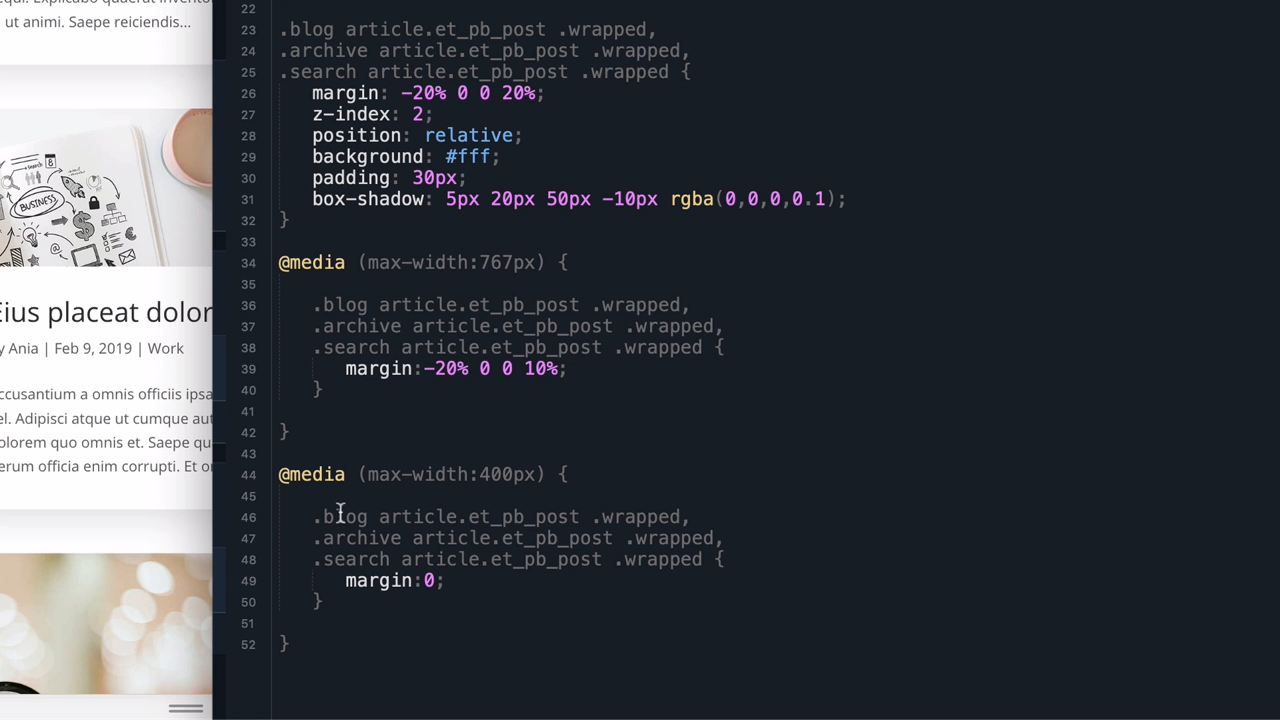 equi. Explicabo quaerat invento
ut animi. Saepe reiciendis...
BUSINESS
Eius placeat dolor
y Ania | Feb 9, 2019 | Work
ccusantium a omnis officiis ipsa
el. Adipisci atque ut cumque aut
olorem quo omnis et. Saepe qu
erum officia enim corrupti. Et o
22
23 .blog article.et_pb_post .wrapped,
24 .archive article.et_pb_post .wrapped,
25 .search article.et_pb_post .wrapped {
26 margin: -20% 0 0 20%;
27 z-index: 2;
28 position: relative;
29 background: #fff;
30 padding: 30px;
31 box-shadow: 5px 20px 50px -10px rgba(0,0,0,0.1);
32 }
33
34 @media (max-width:767px) {
35
36 .blog article.et_pb_post .wrapped,
37 .archive article.et_pb_post .wrapped,
38 .search article.et_pb_post .wrapped {
39 margin:-20% 0 0 10%;
40 }
41
42 }
43
44 @media (max-width:400px) {
45
46 .blog article.et_pb_post .wrapped,
47 .archive article.et_pb_post .wrapped,
48 .search article.et_pb_post .wrapped {
49 margin:0;
50 }
51
52 }